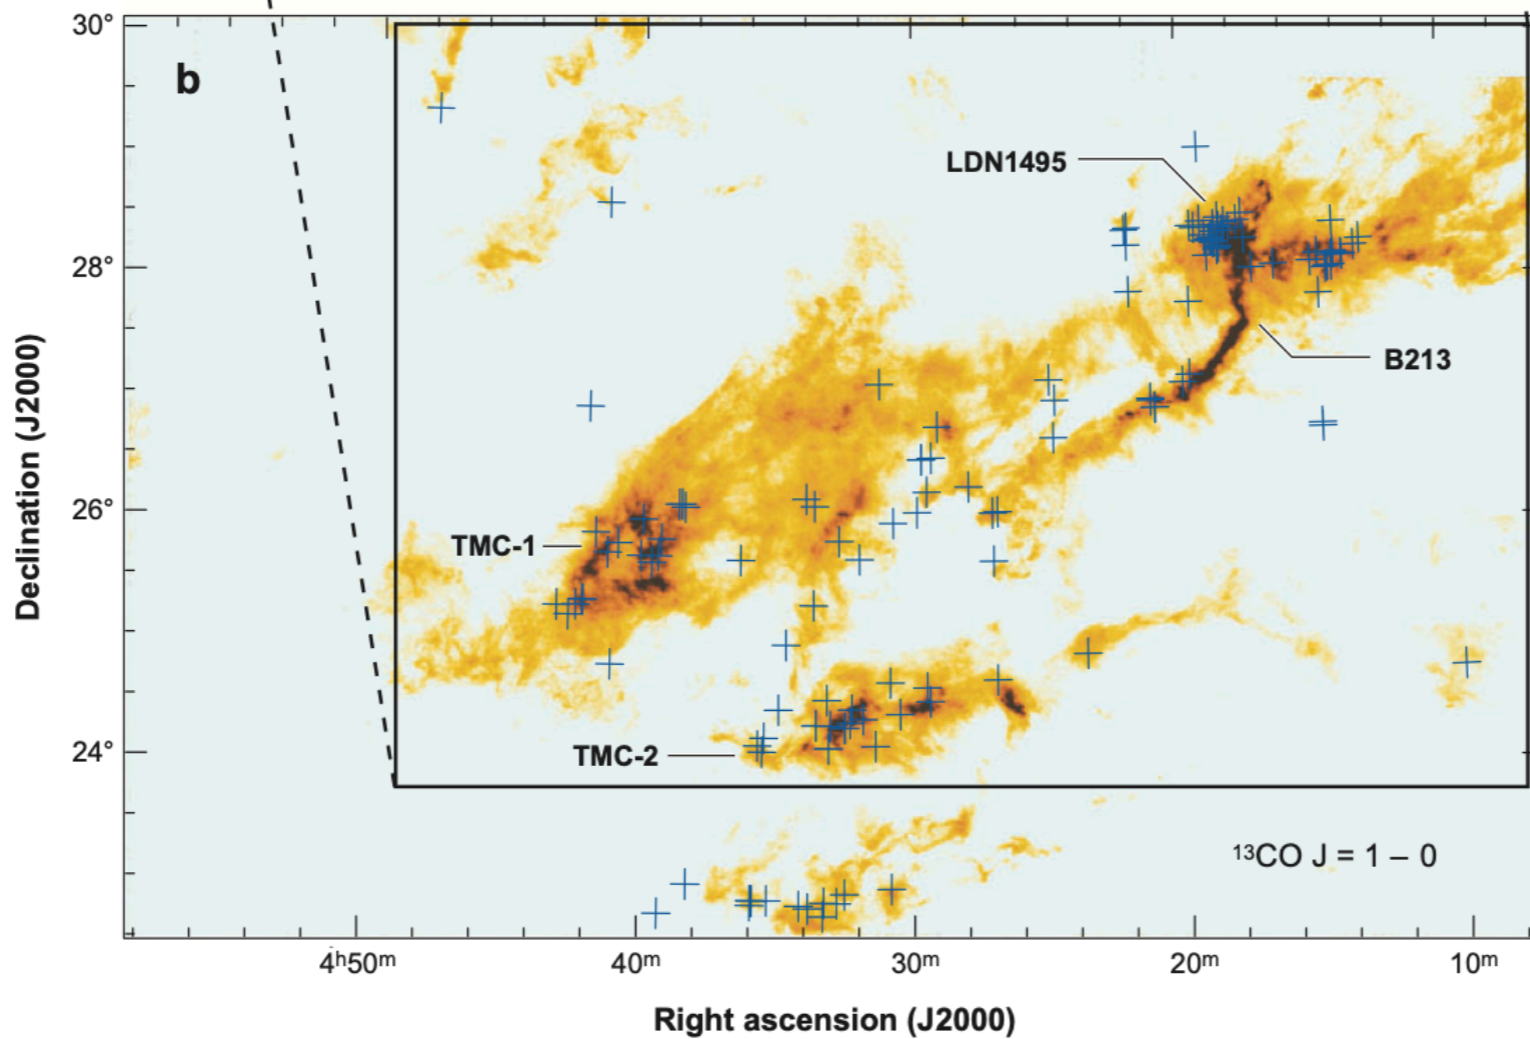 30°
b
LDN1495
28°
B213
26°
TMC-1
24°
TMC-2
¹³CO J = 1 – 0
4ʰ50ᵐ 40ᵐ 30ᵐ 20ᵐ 10ᵐ
Right ascension (J2000)
Declination (J2000)